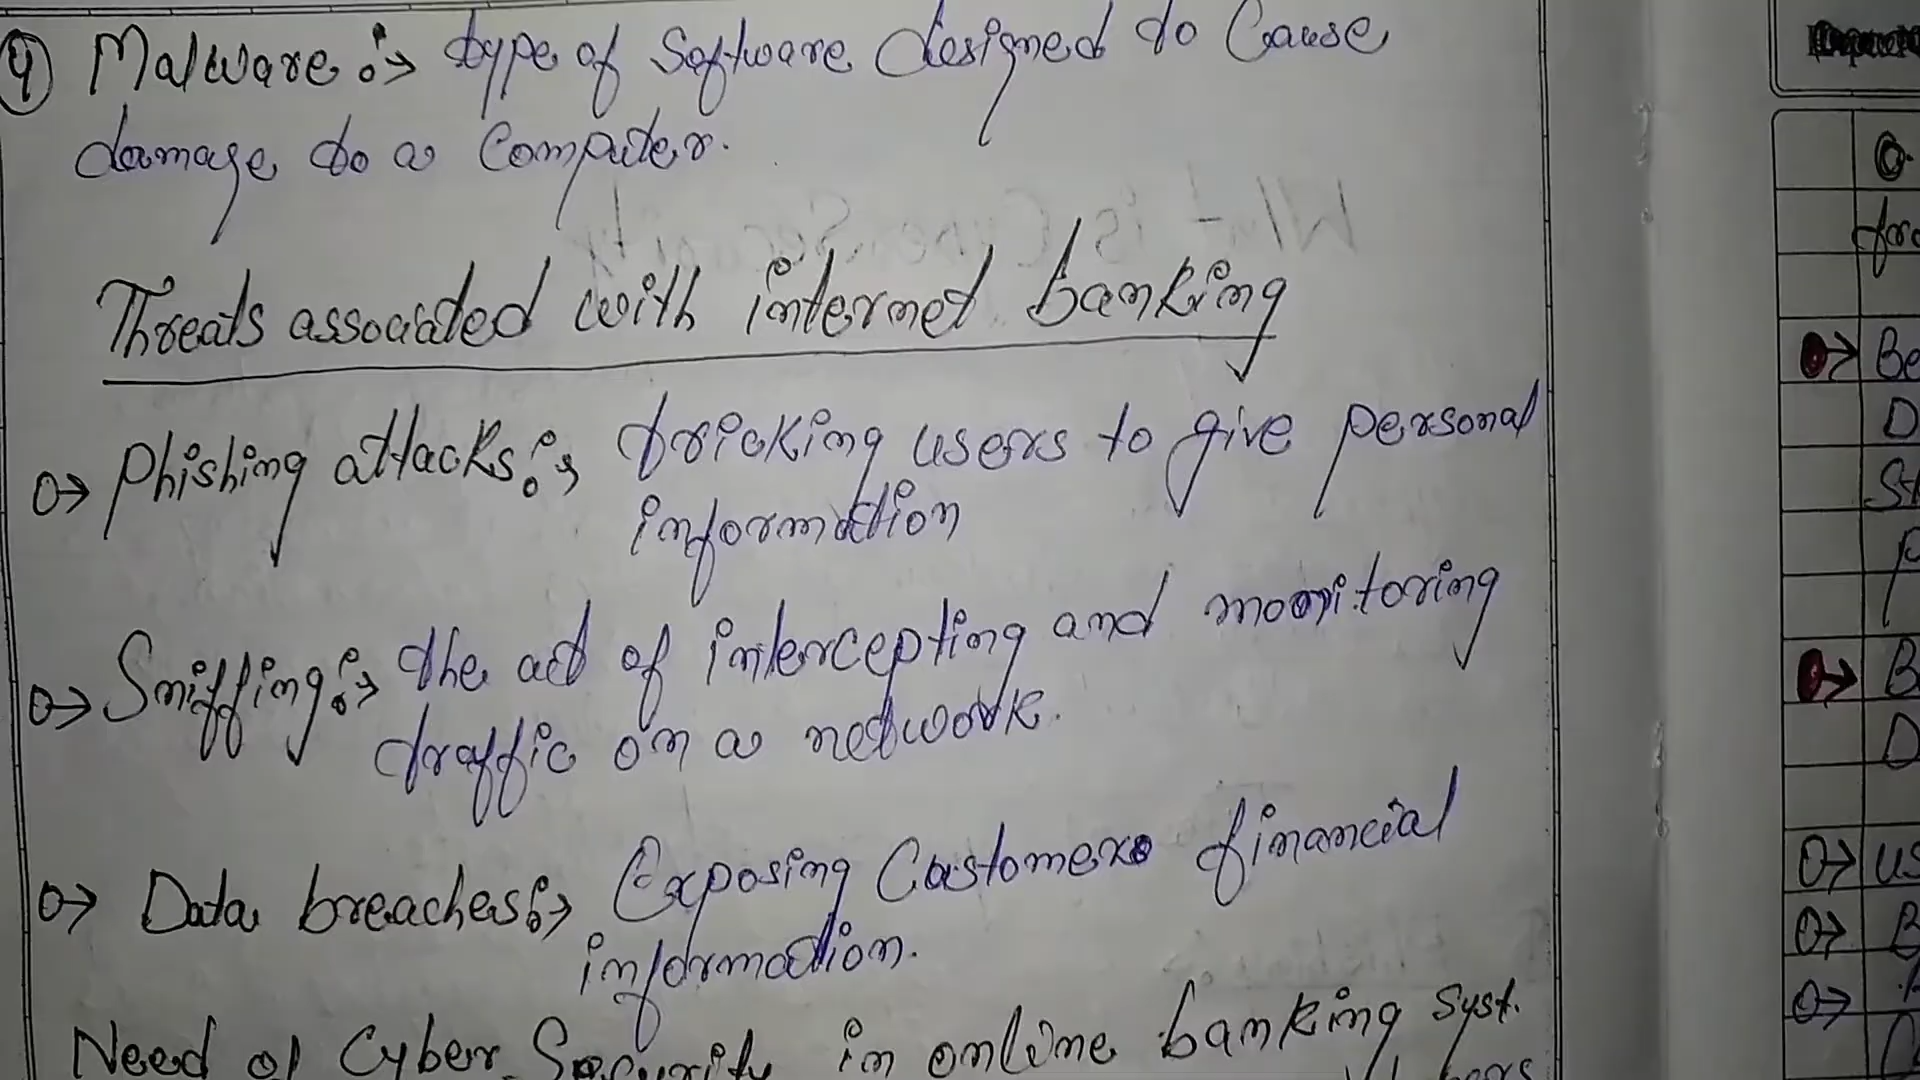 ④ Malware :→ type of Software designed to Cause
damage to a Computer.
Threats associated with internet banking
O→ Phishing attacks :→ tricking users to give personal
information
O→ Sniffing :→ the act of intercepting and monitoring
traffic on a network.
O→ Data breaches :→ Exposing Customers financial
information.
Need of Cyber Security in online banking syst.